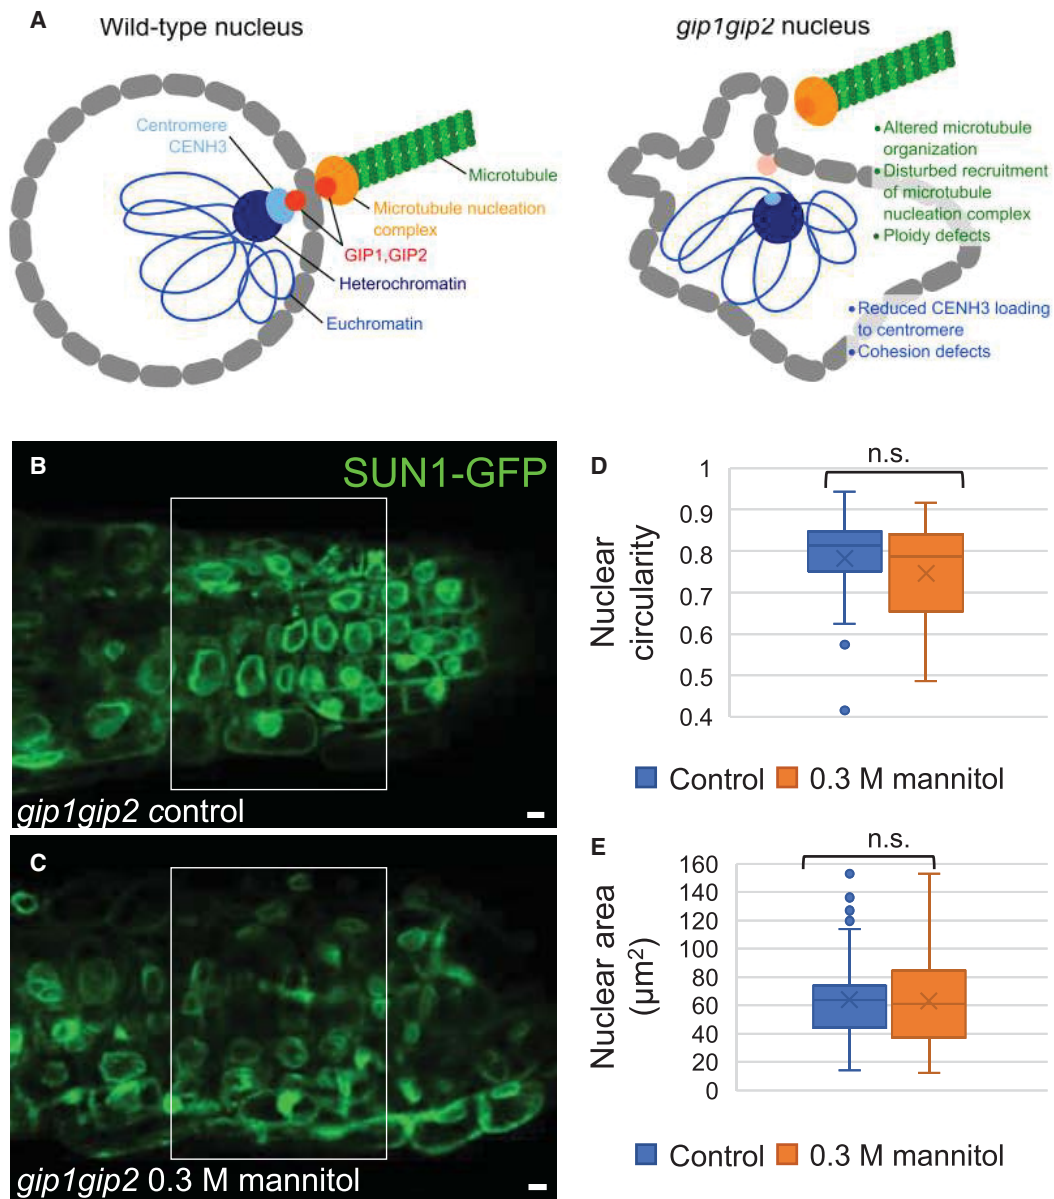 A
Wild-type nucleus
gip1gip2 nucleus
Centromere
CENH3
Microtubule
Microtubule nucleation
complex
GIP1,GIP2
Heterochromatin
Euchromatin
•Altered microtubule
organization
•Disturbed recruitment
of microtubule
nucleation complex
•Ploidy defects
•Reduced CENH3 loading
to centromere
•Cohesion defects
B
SUN1-GFP
gip1gip2 control
C
gip1gip2 0.3 M mannitol
D
n.s.
Nuclear
circularity
1
0.9
0.8
0.7
0.6
0.5
0.4
Control
0.3 M mannitol
E
n.s.
Nuclear area
(µm²)
160
140
120
100
80
60
40
20
0
Control
0.3 M mannitol